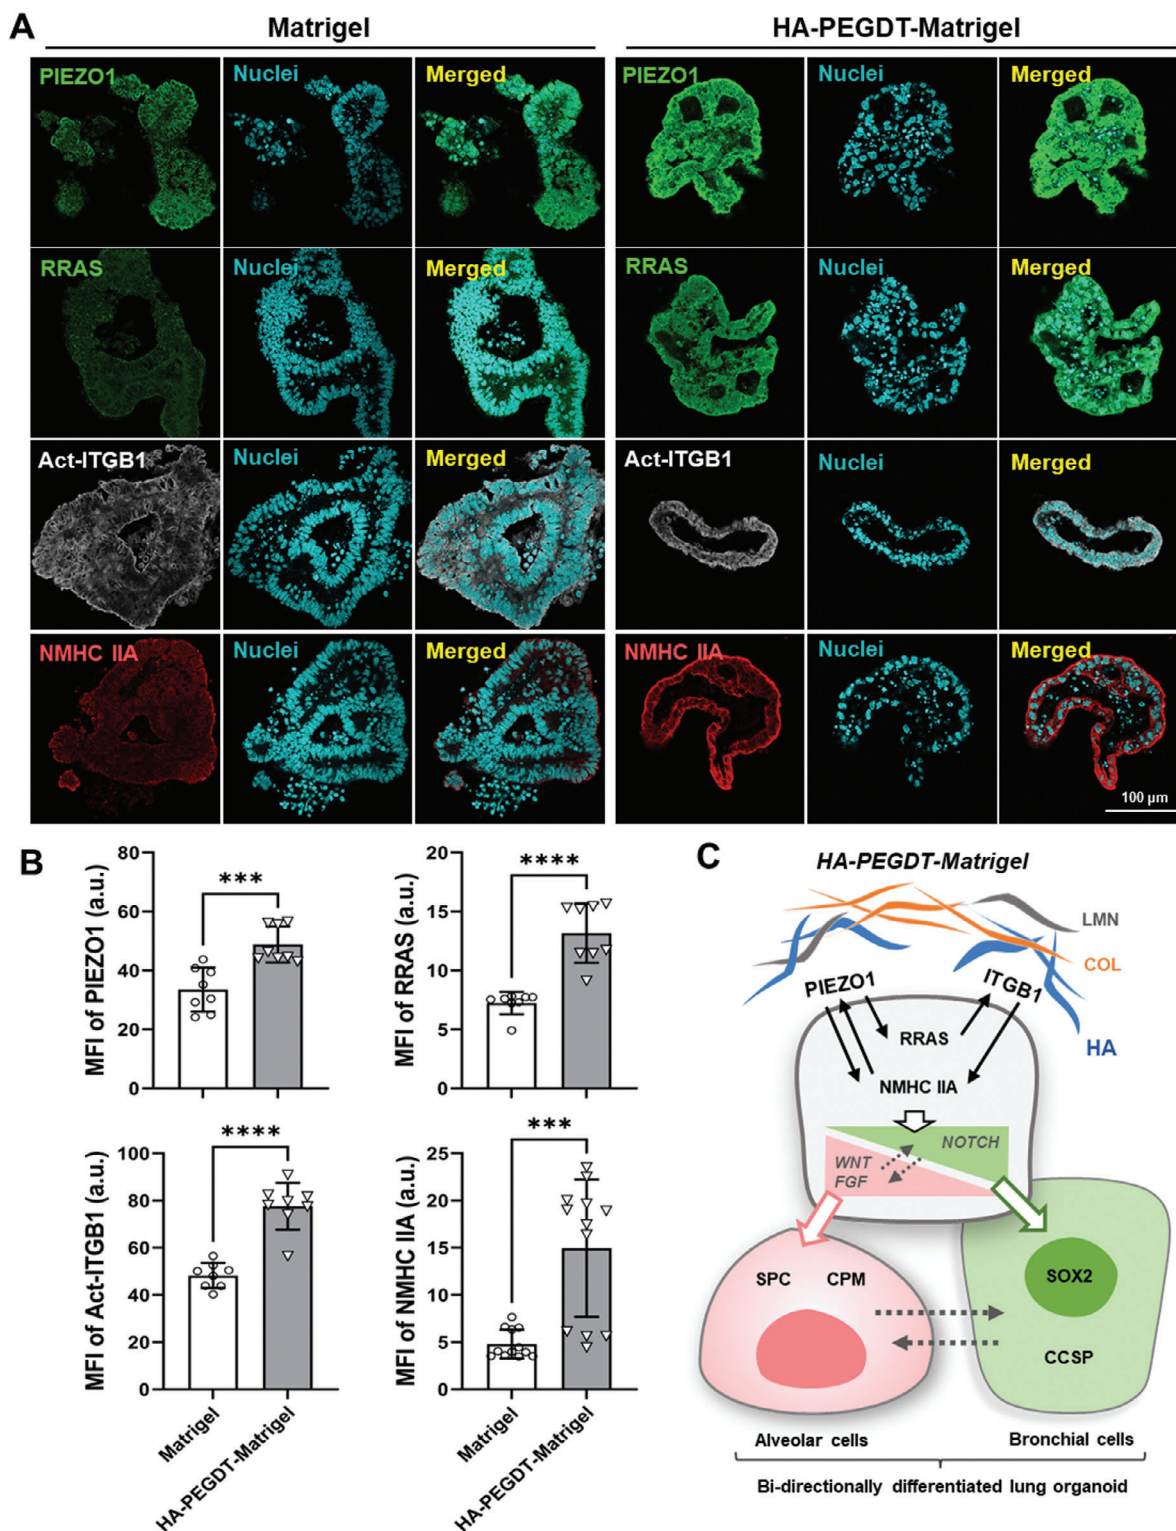 A
Matrigel
HA-PEGDT-Matrigel
PIEZO1 Nuclei Merged PIEZO1 Nuclei Merged
RRAS Nuclei Merged RRAS Nuclei Merged
Act-ITGB1 Nuclei Merged Act-ITGB1 Nuclei Merged
NMHC IIA Nuclei Merged NMHC IIA Nuclei Merged
100 µm
B
MFI of PIEZO1 (a.u.)
80
60
40
20
0
***
MFI of RRAS (a.u.)
20
15
10
5
0
****
MFI of Act-ITGB1 (a.u.)
100
80
60
40
20
0
****
Matrigel
HA-PEGDT-Matrigel
MFI of NMHC IIA (a.u.)
25
20
15
10
5
0
***
Matrigel
HA-PEGDT-Matrigel
C
HA-PEGDT-Matrigel
LMN
COL
HA
PIEZO1
ITGB1
RRAS
NMHC IIA
NOTCH
WNT
FGF
SPC CPM
SOX2
CCSP
Alveolar cells
Bronchial cells
Bi-directionally differentiated lung organoid